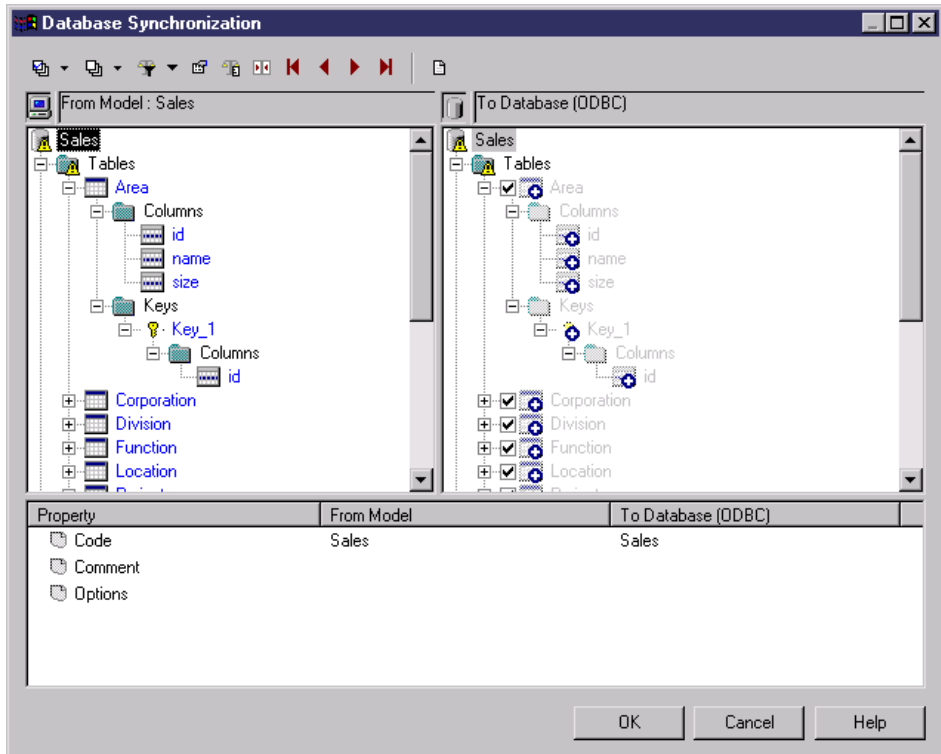 Database Synchronization
From Model : Sales
To Database (ODBC)
Sales
Tables
Area
Columns
id
name
size
Keys
Key_1
Columns
id
Corporation
Division
Function
Location
Sales
Tables
Area
Columns
id
name
size
Keys
Key_1
Columns
id
Corporation
Division
Function
Location
Property From Model To Database (ODBC)
Code Sales Sales
Comment
Options
OK Cancel Help